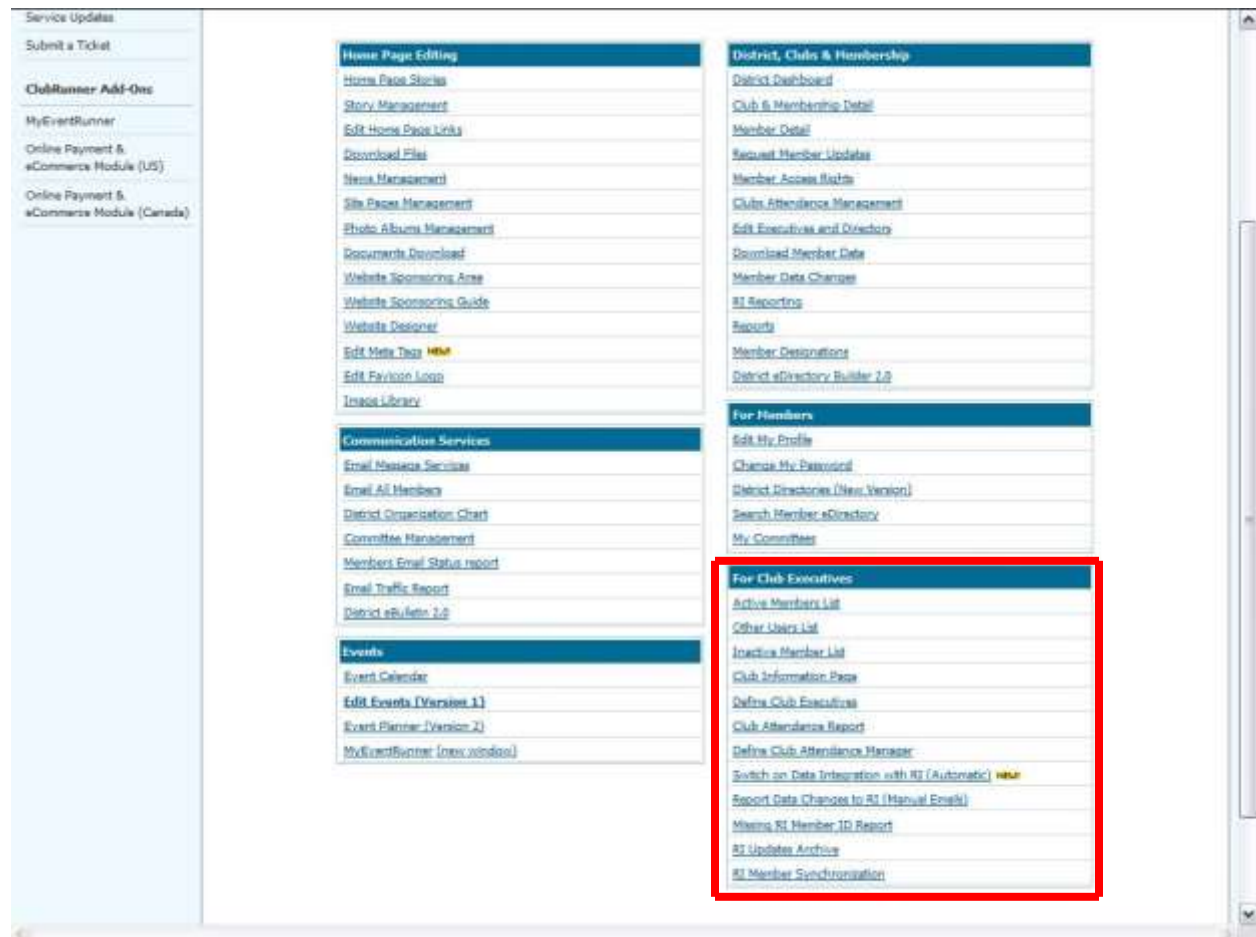 Service Updates
Submit a Ticket
ClubRunner Add-Ons
MyEventRunner
Online Payment &
eCommerce Module (US)
Online Payment &
eCommerce Module (Canada)
Home Page Editing
Home Page Stories
Story Management
Edit Home Page Links
Download Files
News Management
Site Pages Management
Photo Albums Management
Documents Download
Website Sponsoring Area
Website Sponsoring Guide
Website Designer
Edit Meta Tags NEW!
Edit Favicon Logo
Image Library
Communication Services
Email Message Services
Email All Members
District Organization Chart
Committee Management
Members Email Status report
Email Traffic Report
District eBulletin 2.0
Events
Event Calendar
Edit Events [Version 1]
Event Planner (Version 2)
MyEventRunner [new window]
District, Clubs & Membership
District Dashboard
Club & Membership Detail
Member Detail
Request Member Updates
Member Access Rights
Clubs Attendance Management
Edit Executives and Directors
Download Member Data
Member Data Changes
RI Reporting
Reports
Member Designations
District eDirectory Builder 2.0
For Members
Edit My Profile
Change My Password
District Directories (New Version)
Search Member eDirectory
My Committees
For Club Executives
Active Members List
Other Users List
Inactive Member List
Club Information Page
Define Club Executives
Club Attendance Report
Define Club Attendance Manager
Switch on Data Integration with RI (Automatic) NEW!
Report Data Changes to RI (Manual Emails)
Missing RI Member ID Report
RI Updates Archive
RI Member Synchronization